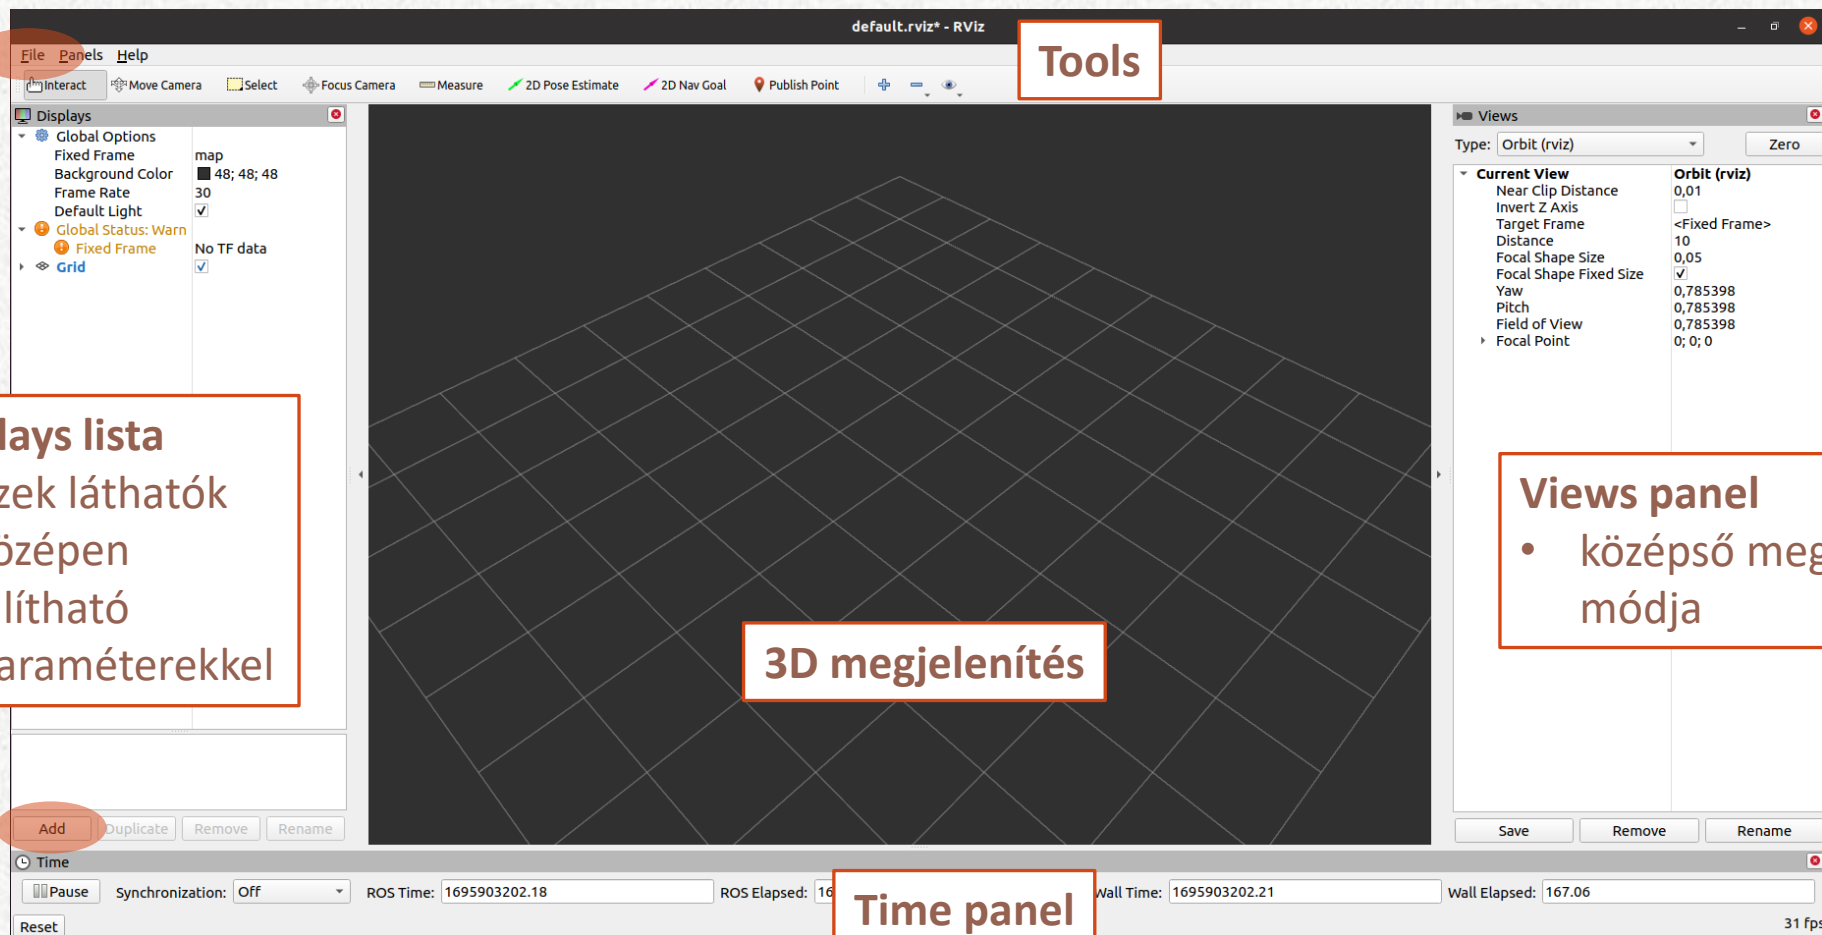 default.rviz* - RViz
File Panels Help
Tools
Interact Move Camera Select Focus Camera Measure 2D Pose Estimate 2D Nav Goal Publish Point
Displays
Global Options
Fixed Frame map
Background Color 48; 48; 48
Frame Rate 30
Default Light
Global Status: Warn
Fixed Frame No TF data
Grid
lays lista
zek láthatók
özépen
lítható
araméterekkel
Add Duplicate Remove Rename
3D megjelenítés
Views
Type: Orbit (rviz) Zero
Current View Orbit (rviz)
Near Clip Distance 0,01
Invert Z Axis
Target Frame <Fixed Frame>
Distance 10
Focal Shape Size 0,05
Focal Shape Fixed Size
Yaw 0,785398
Pitch 0,785398
Field of View 0,785398
Focal Point 0; 0; 0
Views panel
• középső meg
módja
Save Remove Rename
Time
Pause Synchronization: Off ROS Time: 1695903202.18 ROS Elapsed: 16 Wall Time: 1695903202.21 Wall Elapsed: 167.06
Time panel
Reset 31 fps